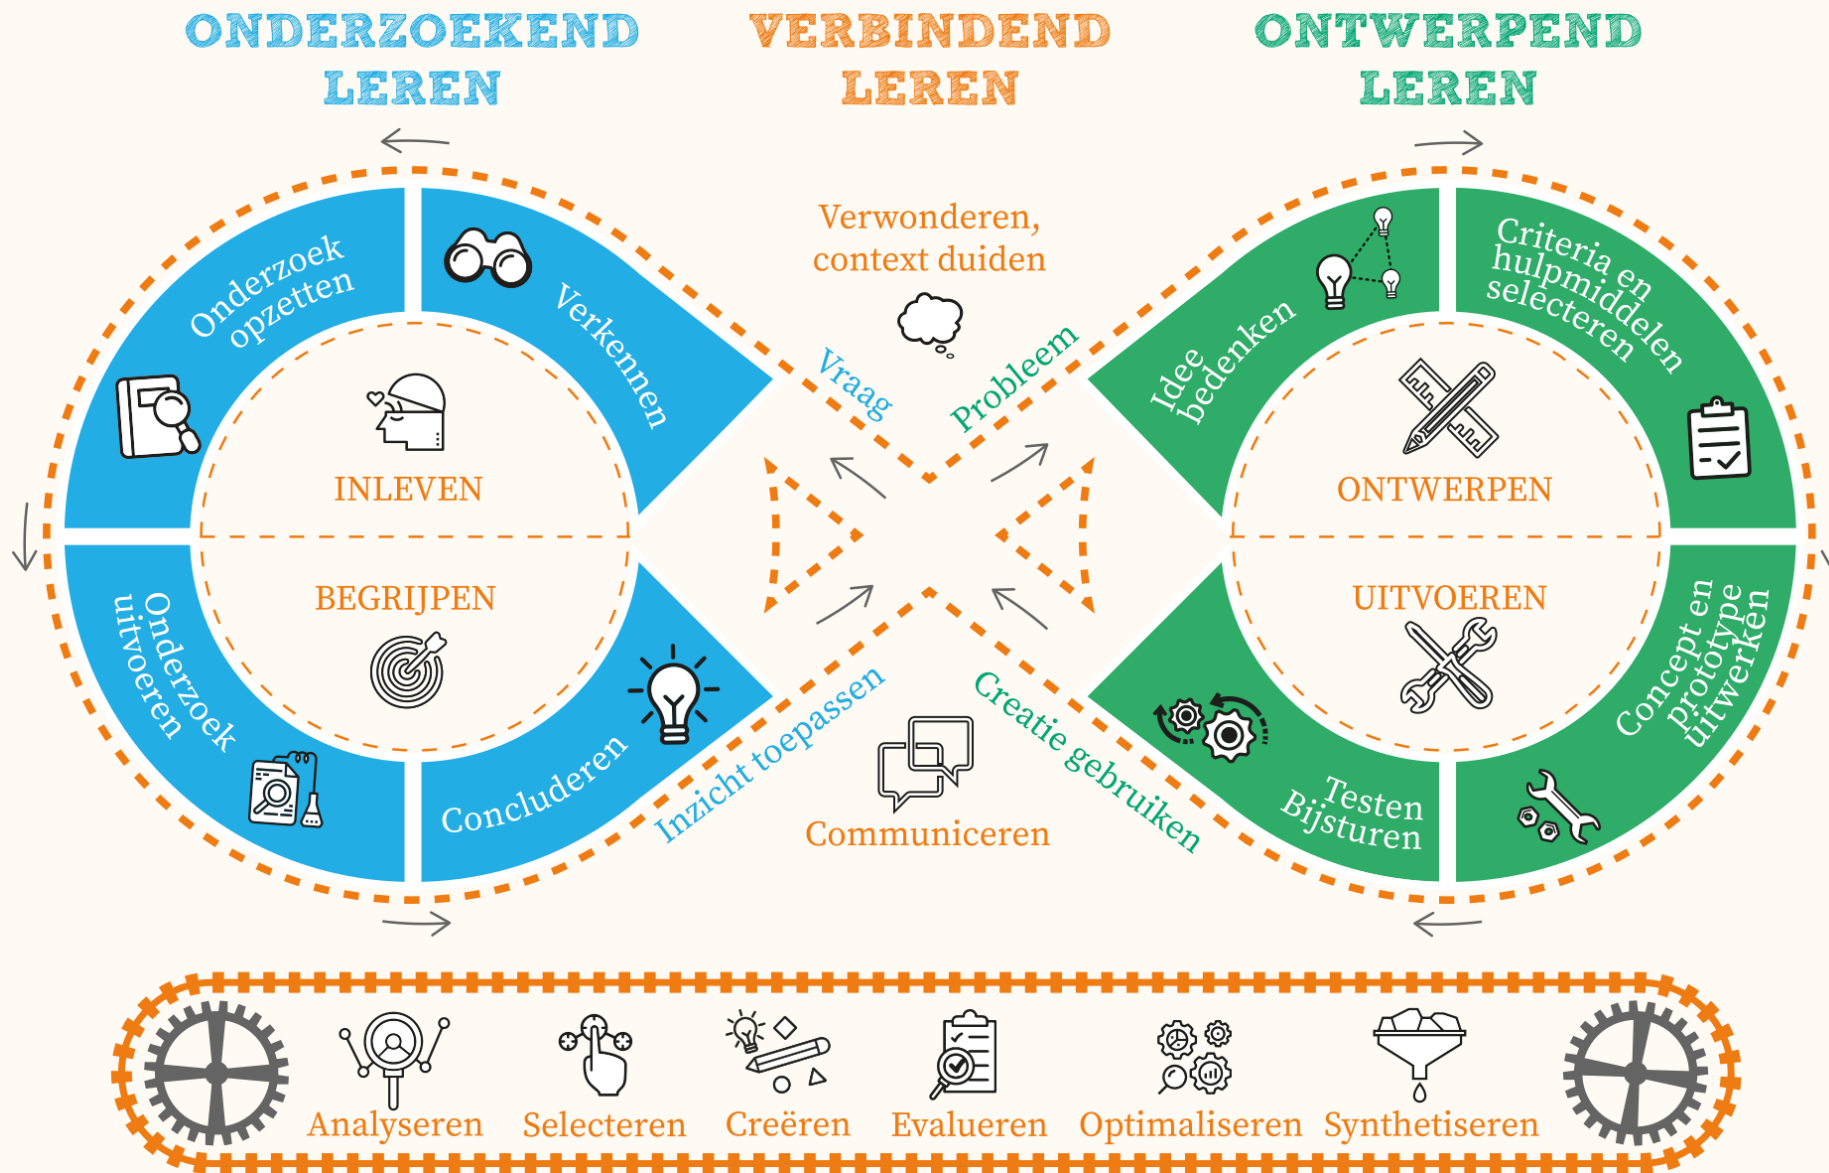 ONDERZOEKEND
LEREN
VERBINDEND
LEREN
ONTWERPEND
LEREN
Verwonderen,
context duiden
Vraag
Probleem
Verkennen
Onderzoek
opzetten
INLEVEN
BEGRIJPEN
Onderzoek
uitvoeren
Concluderen
Inzicht toepassen
Idee
bedenken
Criteria en
hulpmiddelen
selecteren
ONTWERPEN
UITVOEREN
Concept en
prototype
uitwerken
Testen
Bijsturen
Creatie gebruiken
Communiceren
Analyseren
Selecteren
Creëren
Evalueren
Optimaliseren
Synthetiseren